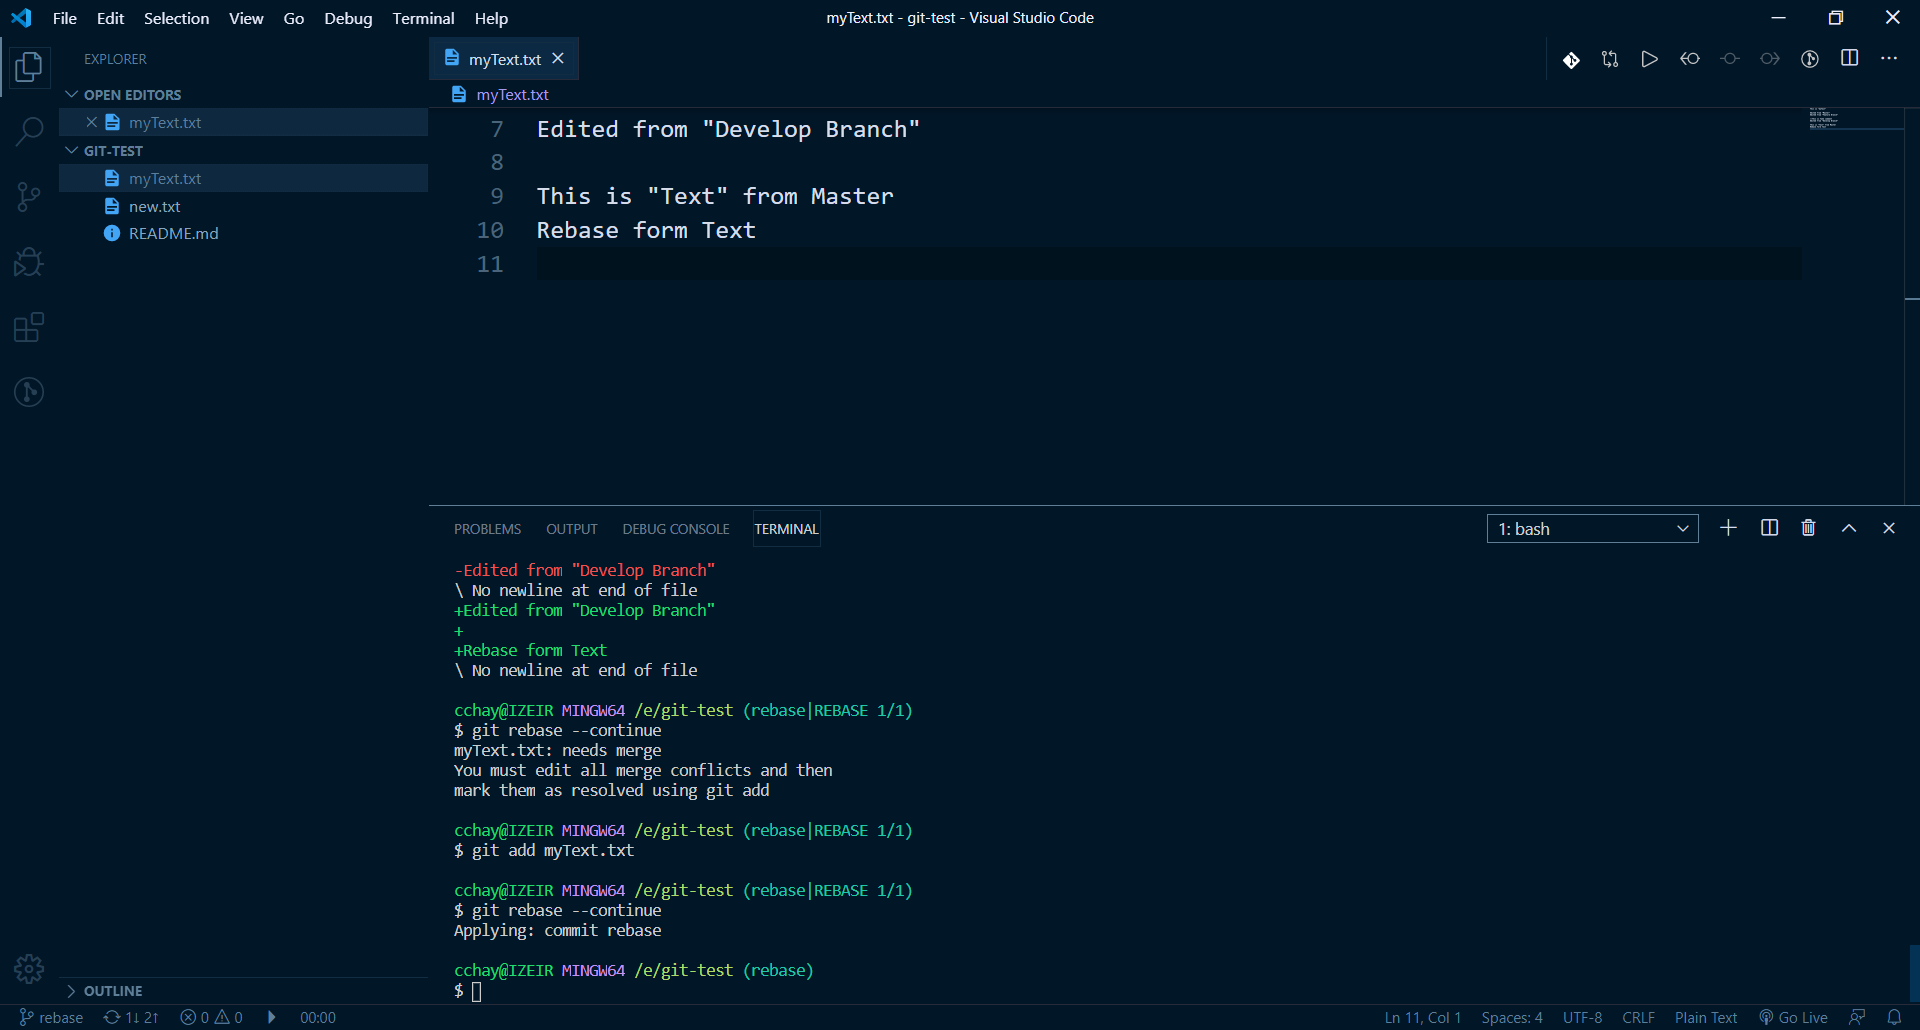 File Edit Selection View Go Debug Terminal Help
myText.txt - git-test - Visual Studio Code
EXPLORER
OPEN EDITORS
myText.txt
GIT-TEST
myText.txt
new.txt
README.md
OUTLINE
myText.txt
myText.txt
7 Edited from "Develop Branch"
8
9 This is "Text" from Master
10 Rebase form Text
11
PROBLEMS OUTPUT DEBUG CONSOLE TERMINAL
1: bash
-Edited from "Develop Branch"
\ No newline at end of file
+Edited from "Develop Branch"
+
+Rebase form Text
\ No newline at end of file
cchay@IZEIR MINGW64 /e/git-test (rebase|REBASE 1/1)
$ git rebase --continue
myText.txt: needs merge
You must edit all merge conflicts and then
mark them as resolved using git add
cchay@IZEIR MINGW64 /e/git-test (rebase|REBASE 1/1)
$ git add myText.txt
cchay@IZEIR MINGW64 /e/git-test (rebase|REBASE 1/1)
$ git rebase --continue
Applying: commit rebase
cchay@IZEIR MINGW64 /e/git-test (rebase)
$
rebase 1↓ 2↑ 0 0 00:00
Ln 11, Col 1 Spaces: 4 UTF-8 CRLF Plain Text Go Live